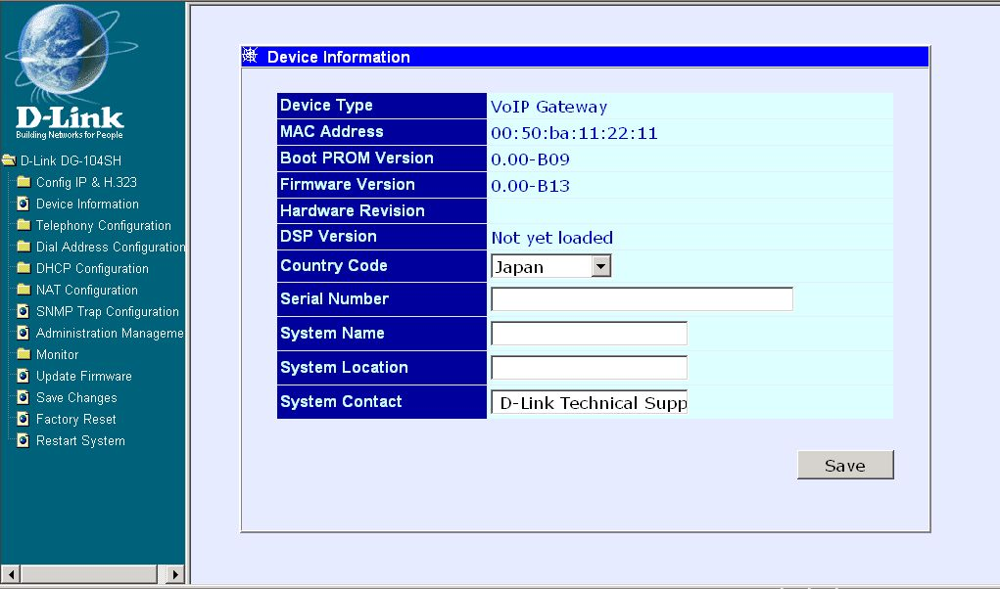 D-Link
Building Networks for People
D-Link DG-104SH
Config IP & H.323
Device Information
Telephony Configuration
Dial Address Configuration
DHCP Configuration
NAT Configuration
SNMP Trap Configuration
Administration Manageme
Monitor
Update Firmware
Save Changes
Factory Reset
Restart System
Device Information
Device Type VoIP Gateway
MAC Address 00:50:ba:11:22:11
Boot PROM Version 0.00-B09
Firmware Version 0.00-B13
Hardware Revision
DSP Version Not yet loaded
Country Code Japan
Serial Number
System Name
System Location
System Contact D-Link Technical Supp
Save